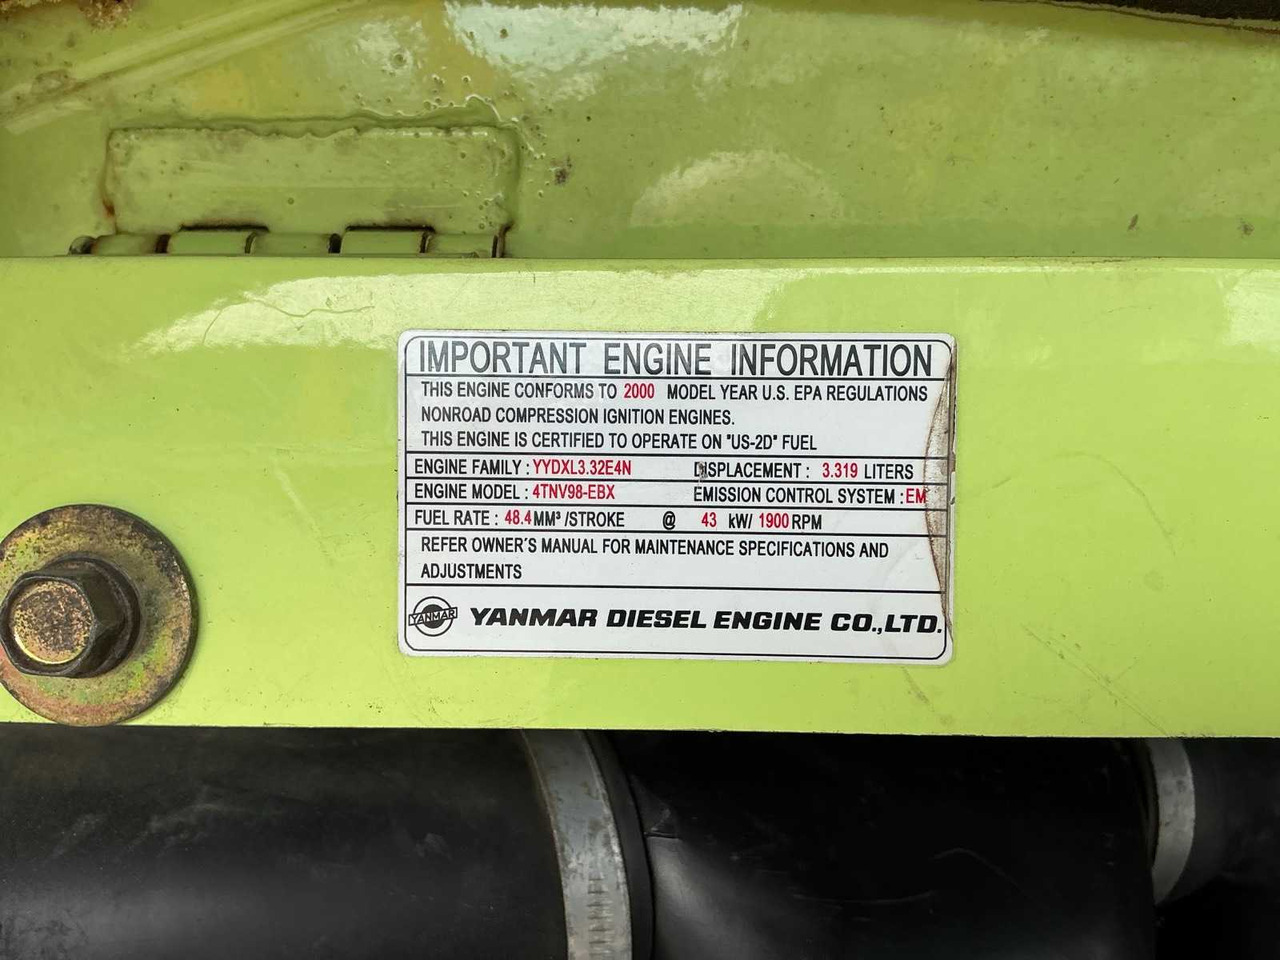 IMPORTANT ENGINE INFORMATION
THIS ENGINE CONFORMS TO 2000 MODEL YEAR U.S. EPA REGULATIONS
NONROAD COMPRESSION IGNITION ENGINES.
THIS ENGINE IS CERTIFIED TO OPERATE ON "US-2D" FUEL
ENGINE FAMILY : YYDXL3.32E4N DISPLACEMENT : 3.319 LITERS
ENGINE MODEL : 4TNV98-EBX EMISSION CONTROL SYSTEM : EM
FUEL RATE : 48.4 MM³ /STROKE @ 43 kW/ 1900 RPM
REFER OWNER'S MANUAL FOR MAINTENANCE SPECIFICATIONS AND
ADJUSTMENTS
YANMAR YANMAR DIESEL ENGINE CO.,LTD.